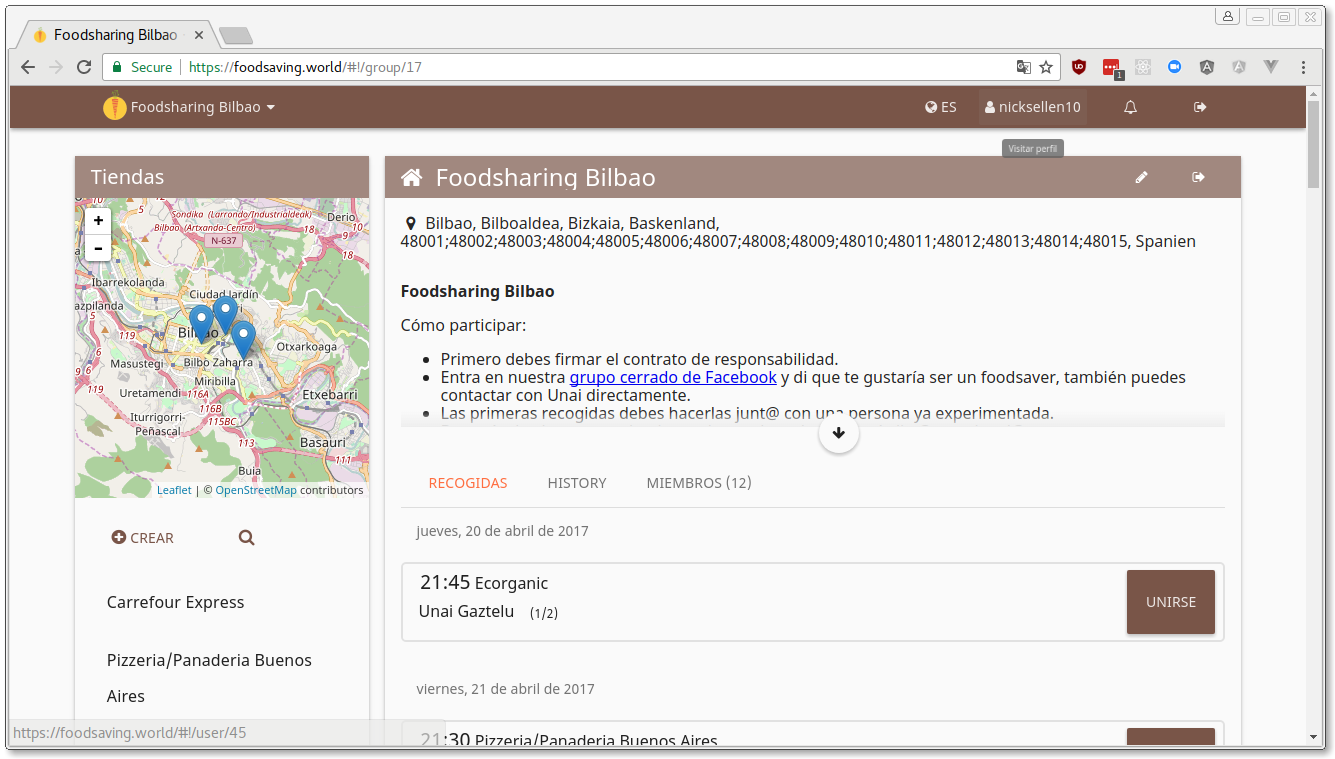 Foodsharing Bilbao
Secure
https://foodsaving.world/#!/group/17
1
Foodsharing Bilbao
ES
nicksellen10
Visitar perfil
Tiendas
+
-
Sondika (Larrondo/Industrialdeak)
Derio
Bilbao (Artxanda-Centro)
N-637
Ibarrekolanda
Ciudad Jardín
azpilanda
119
Bilbao
Otxarkoaga
Masustegi
Bilbo Zaharra
Miribilla
119
Uretamendi
116A
Etxebarri
116B
Iturrigorri-
Peñascal
115BC
113
Basauri
111
Buia
Leaflet | © OpenStreetMap contributors
CREAR
Carrefour Express
Pizzeria/Panaderia Buenos
Aires
https://foodsaving.world/#!/user/45
Foodsharing Bilbao
Bilbao, Bilboaldea, Bizkaia, Baskenland,
48001;48002;48003;48004;48005;48006;48007;48008;48009;48010;48011;48012;48013;48014;48015, Spanien
Foodsharing Bilbao
Cómo participar:
Primero debes firmar el contrato de responsabilidad.
Entra en nuestra grupo cerrado de Facebook y di que te gustaría ser un foodsaver, también puedes
contactar con Unai directamente.
Las primeras recogidas debes hacerlas junt@ con una persona ya experimentada.
RECOGIDAS
HISTORY
MIEMBROS (12)
jueves, 20 de abril de 2017
21:45 Ecorganic
Unai Gaztelu (1/2)
UNIRSE
viernes, 21 de abril de 2017
21:30 Pizzeria/Panaderia Buenos Aires